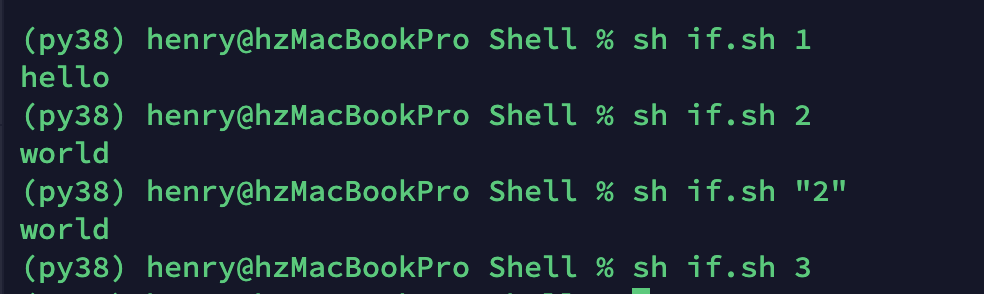 (py38) henry@hzMacBookPro Shell % sh if.sh 1
hello
(py38) henry@hzMacBookPro Shell % sh if.sh 2
world
(py38) henry@hzMacBookPro Shell % sh if.sh "2"
world
(py38) henry@hzMacBookPro Shell % sh if.sh 3